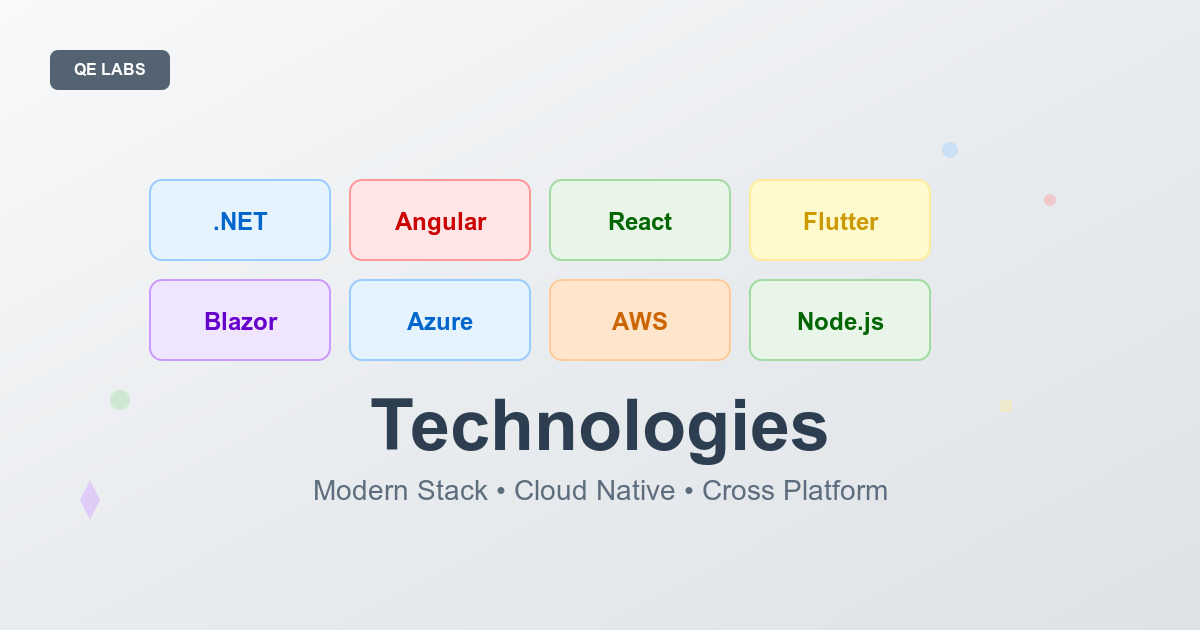 QE LABS
.NET Angular React Flutter
Blazor Azure AWS Node.js
Technologies
Modern Stack • Cloud Native • Cross Platform